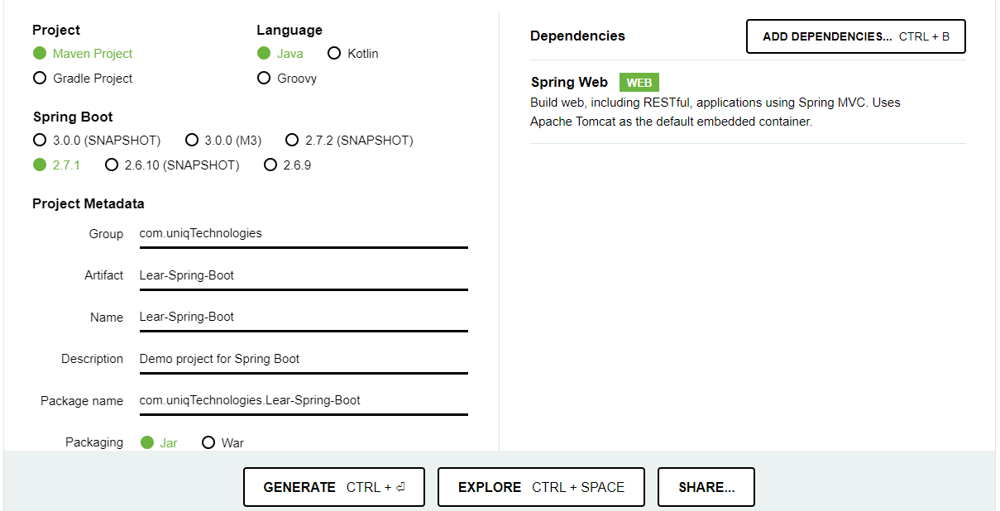 Project
Maven Project
Gradle Project
Language
Java Kotlin
Groovy
Spring Boot
3.0.0 (SNAPSHOT) 3.0.0 (M3) 2.7.2 (SNAPSHOT)
2.7.1 2.6.10 (SNAPSHOT) 2.6.9
Project Metadata
Group com.uniqTechnologies
Artifact Lear-Spring-Boot
Name Lear-Spring-Boot
Description Demo project for Spring Boot
Package name com.uniqTechnologies.Lear-Spring-Boot
Packaging Jar War
Dependencies ADD DEPENDENCIES... CTRL + B
Spring Web WEB
Build web, including RESTful, applications using Spring MVC. Uses
Apache Tomcat as the default embedded container.
GENERATE CTRL + ⏎ EXPLORE CTRL + SPACE SHARE...